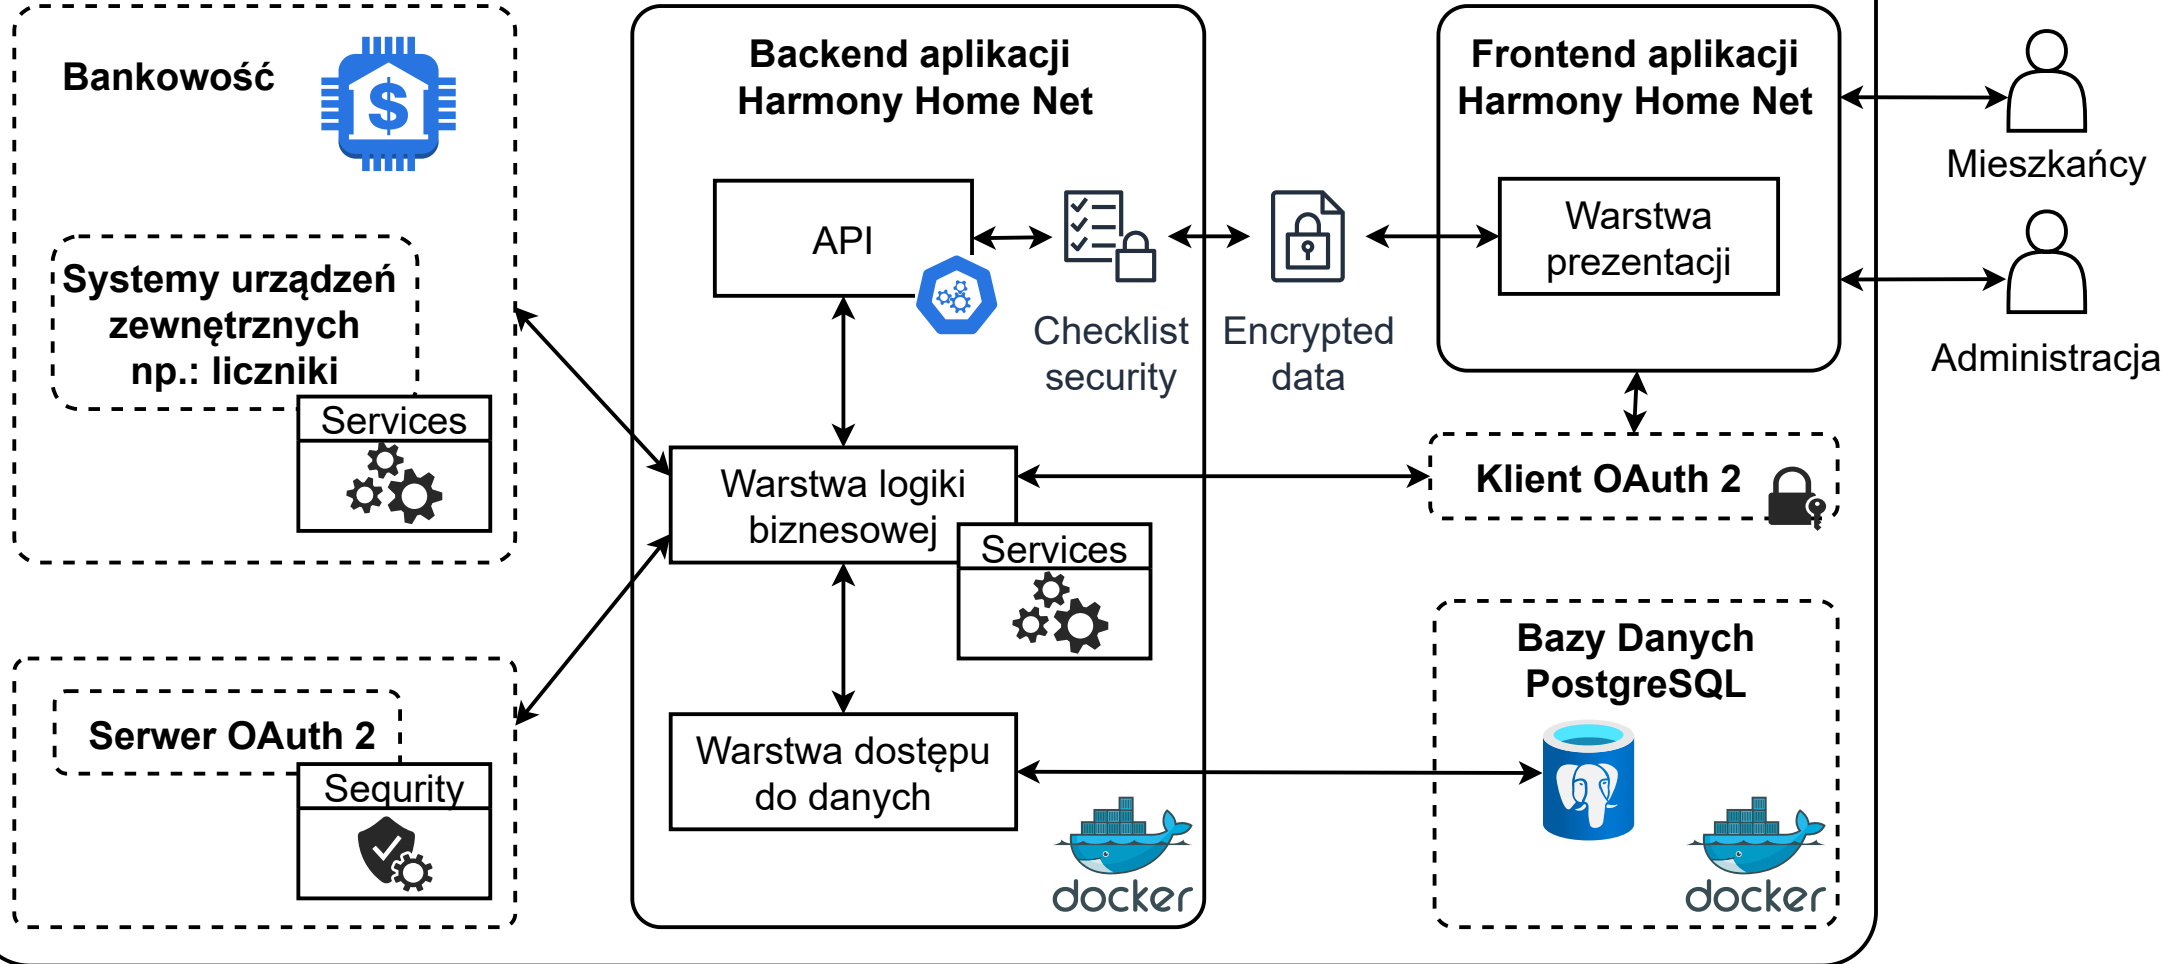 Bankowość
Systemy urządzeń
zewnętrznych
np.: liczniki
Services
Serwer OAuth 2
Sequrity
Backend aplikacji
Harmony Home Net
API
Checklist
security
Encrypted
data
Warstwa logiki
biznesowej
Services
Warstwa dostępu
do danych
docker
Frontend aplikacji
Harmony Home Net
Warstwa
prezentacji
Klient OAuth 2
Bazy Danych
PostgreSQL
docker
Mieszkańcy
Administracja